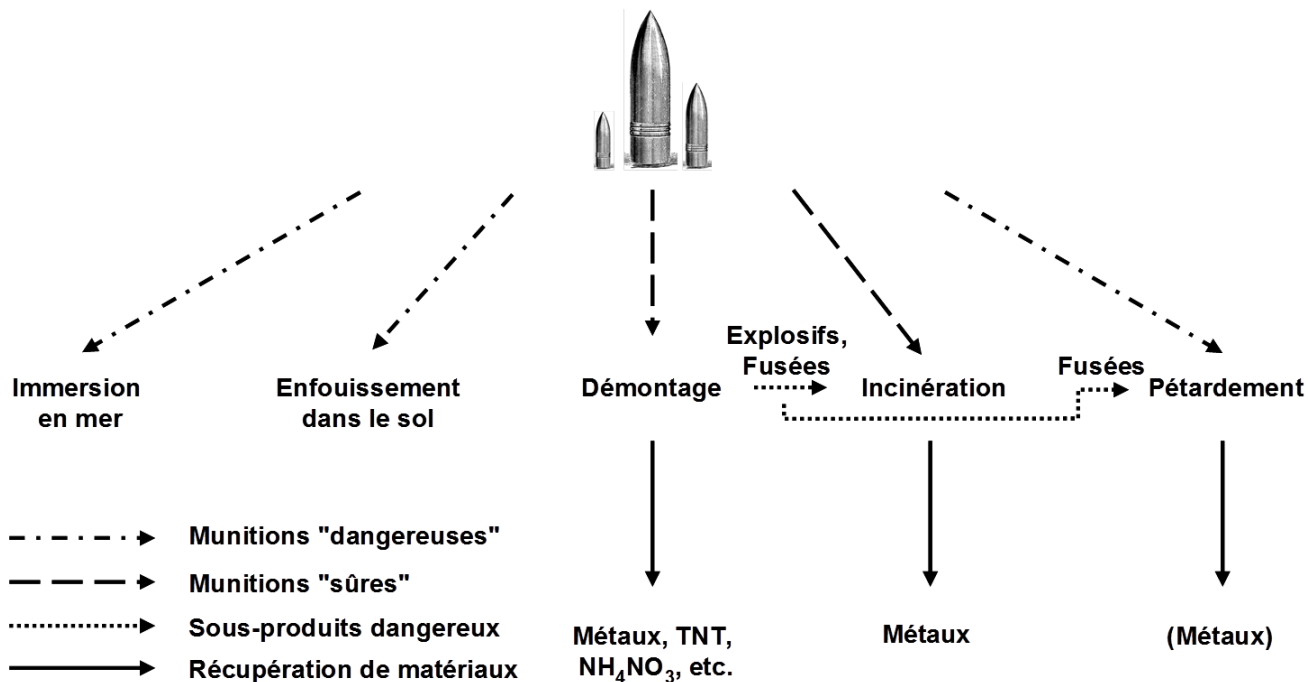 Explosifs,
Fusées
Fusées
Immersion
en mer
Enfouissement
dans le sol
Démontage
Incinération
Pétardement
Munitions "dangereuses"
Munitions "sûres"
Sous-produits dangereux
Récupération de matériaux
Métaux, TNT,
NH₄NO₃, etc.
Métaux
(Métaux)